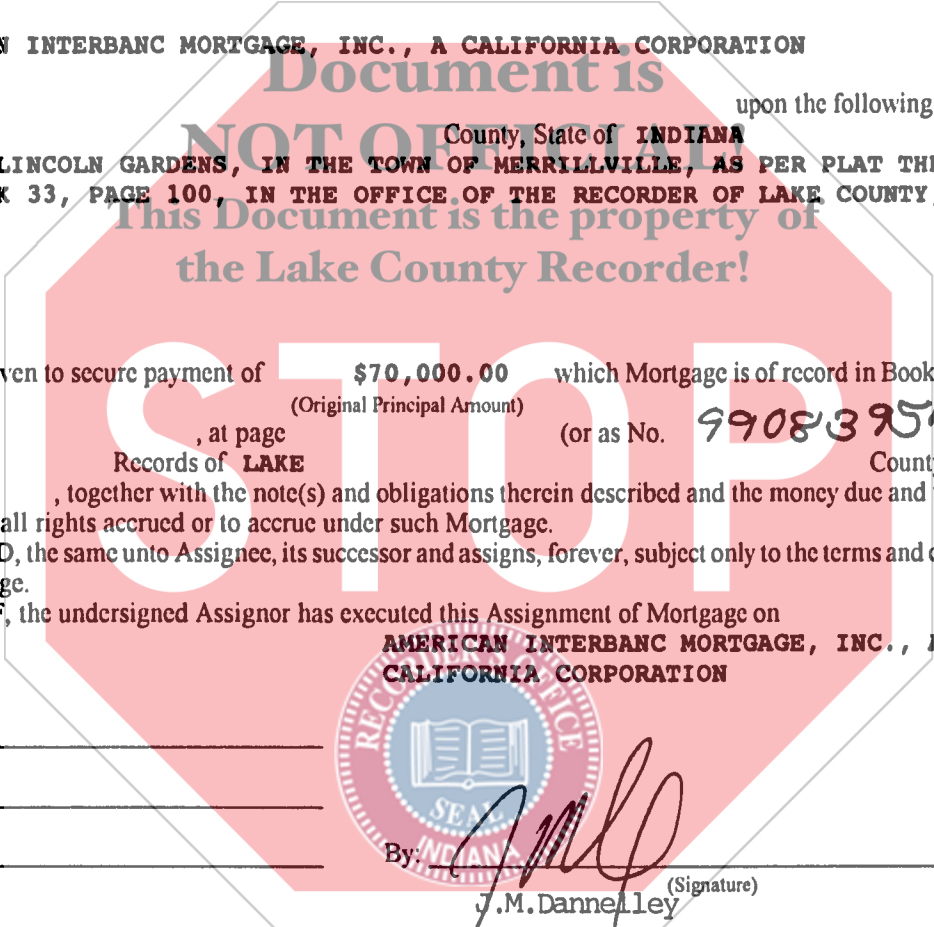 INTERBANC MORTGAGE, INC., A CALIFORNIA CORPORATION
Document is
upon the following
NOT OFFICIAL!
County, State of INDIANA
LINCOLN GARDENS, IN THE TOWN OF MERRILLVILLE, AS PER PLAT
33, PAGE 100, IN THE OFFICE OF THE RECORDER OF LAKE COUNTY
This Document is the property of
the Lake County Recorder!
STOP
to secure payment of $70,000.00 which Mortgage is of record in Book
(Original Principal Amount)
, at page (or as No. 9908395
Records of LAKE County
, together with the note(s) and obligations therein described and the money due and
all rights accrued or to accrue under such Mortgage.
, the same unto Assignee, its successor and assigns, forever, subject only to the terms and
, the undersigned Assignor has executed this Assignment of Mortgage on
AMERICAN INTERBANC MORTGAGE, INC., A
CALIFORNIA CORPORATION
RECORDER'S OFFICE
SEAL
INDIANA
By:
(Signature)
J.M.Dannelley